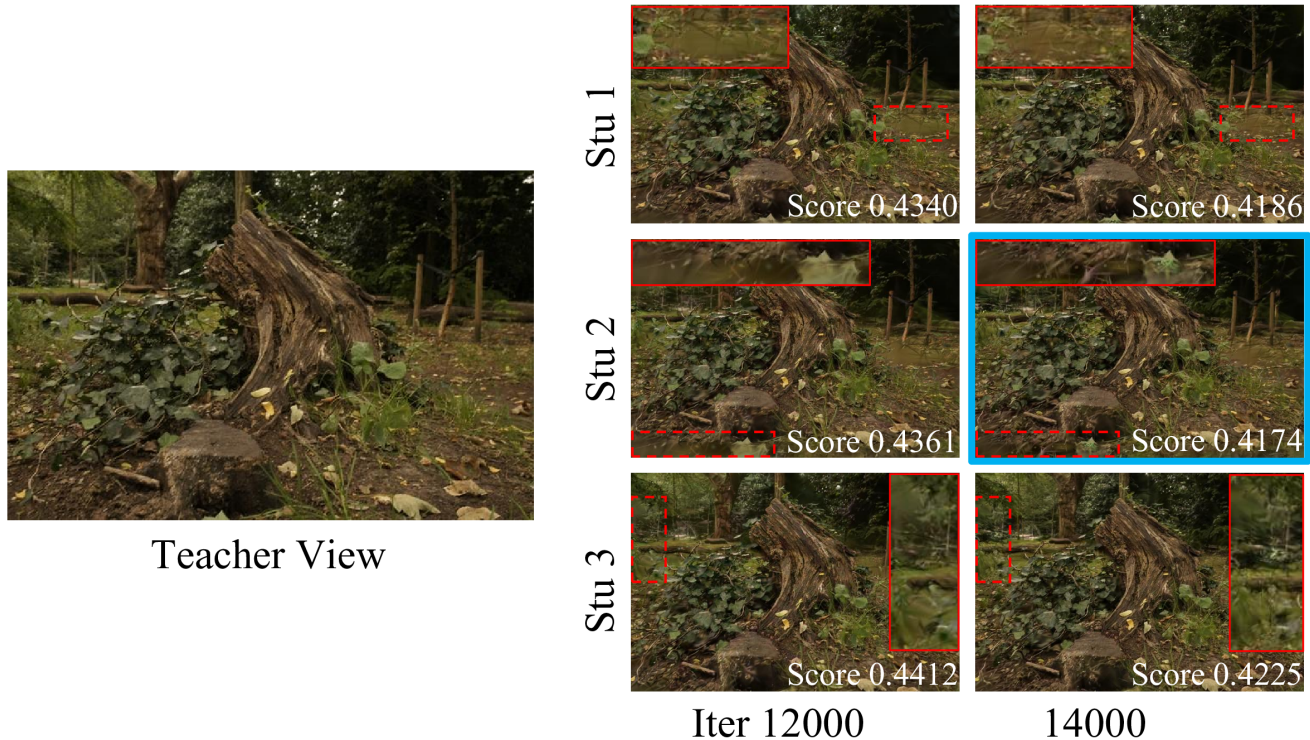 Stu 1
Score 0.4340
Score 0.4186
Stu 2
Score 0.4361
Score 0.4174
Teacher View
Stu 3
Score 0.4412
Score 0.4225
Iter 12000
14000